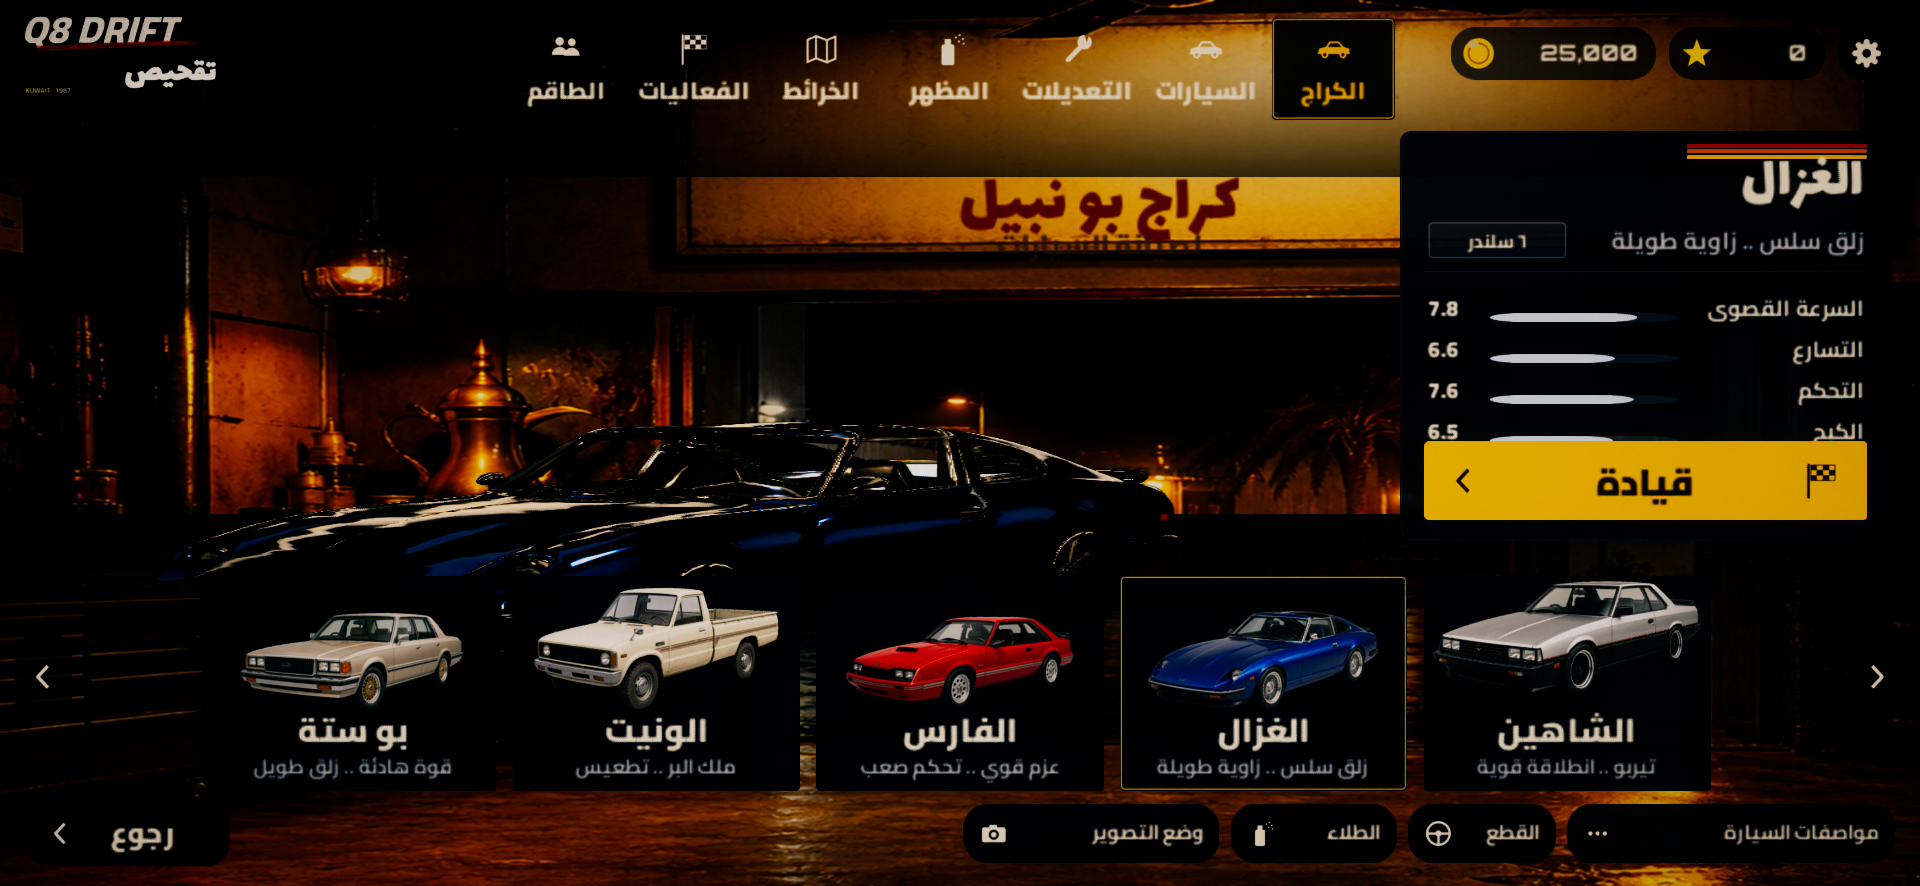 Q8 DRIFT
تفحيص
KUWAIT · 1987
الكراج
السيارات
التعديلات
المظهر
الخرائط
الفعاليات
الطاقم
25,000
0
كراج بو نبيل
الغزال
زلق سلس .. زاوية طويلة
٦ سلندر
السرعة القصوى 7.8
التسارع 6.6
التحكم 7.6
الكبح 6.5
قيادة
الشاهين
تيربو .. انطلاقة قوية
الغزال
زلق سلس .. زاوية طويلة
الفارس
عزم قوي .. تحكم صعب
الونيت
ملك البر .. تطعيس
بو ستة
قوة هادئة .. زلق طويل
مواصفات السيارة
القطع
الطلاء
وضع التصوير
رجوع